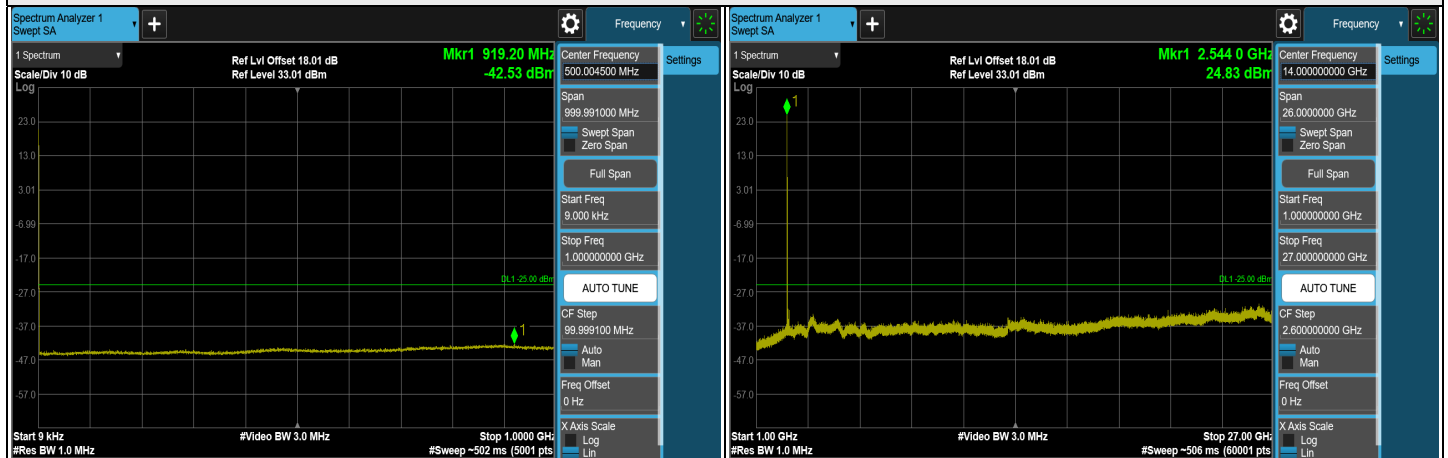 Spectrum Analyzer 1
Swept SA
+
Frequency
1 Spectrum
Scale/Div 10 dB
Log
Ref Lvl Offset 18.01 dB
Ref Level 33.01 dBm
Mkr1 919.20 MHz
-42.53 dBm
23.0
13.0
3.01
-6.99
-17.0
-27.0
-37.0
-47.0
-57.0
DL1 -25.00 dBm
1
Start 9 kHz
#Res BW 1.0 MHz
#Video BW 3.0 MHz
Stop 1.0000 GHz
#Sweep ~502 ms (5001 pts
Center Frequency
500.004500 MHz
Settings
Span
999.991000 MHz
Swept Span
Zero Span
Full Span
Start Freq
9.000 kHz
Stop Freq
1.000000000 GHz
AUTO TUNE
CF Step
99.999100 MHz
Auto
Man
Freq Offset
0 Hz
X Axis Scale
Log
Lin
Spectrum Analyzer 1
Swept SA
+
Frequency
1 Spectrum
Scale/Div 10 dB
Log
Ref Lvl Offset 18.01 dB
Ref Level 33.01 dBm
Mkr1 2.544 0 GHz
24.83 dBm
1
23.0
13.0
3.01
-6.99
-17.0
-27.0
-37.0
-47.0
-57.0
DL1 -25.00 dBm
Start 1.00 GHz
#Res BW 1.0 MHz
#Video BW 3.0 MHz
Stop 27.00 GHz
#Sweep ~506 ms (60001 pts
Center Frequency
14.000000000 GHz
Settings
Span
26.0000000 GHz
Swept Span
Zero Span
Full Span
Start Freq
1.000000000 GHz
Stop Freq
27.000000000 GHz
AUTO TUNE
CF Step
2.600000000 GHz
Auto
Man
Freq Offset
0 Hz
X Axis Scale
Log
Lin